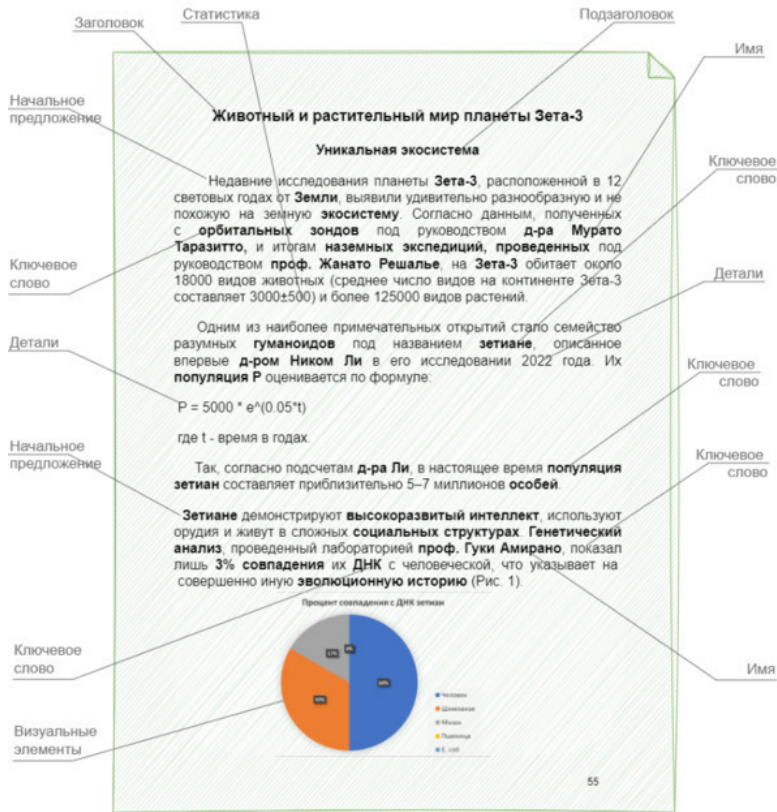 Заголовок
Статистика
Подзаголовок
Имя
Начальное
предложение
Ключевое
слово
Ключевое
слово
Детали
Детали
Ключевое
слово
Начальное
предложение
Ключевое
слово
Ключевое
слово
Имя
Визуальные
элементы
Животный и растительный мир планеты Зета-3
Уникальная экосистема
Недавние исследования планеты Зета-3, расположенной в 12
световых годах от Земли, выявили удивительно разнообразную и не
похожую на земную экосистему. Согласно данным, полученных
с орбитальных зондов под руководством д-ра Мурато
Таразитто, и итогам наземных экспедиций, проведенных под
руководством проф. Жанато Решалье, на Зета-3 обитает около
18000 видов животных (среднее число видов на континенте Зета-3
составляет 3000±500) и более 125000 видов растений.
Одним из наиболее примечательных открытий стало семейство
разумных гуманоидов под названием зетиане, описанное
впервые д-ром Ником Ли в его исследовании 2022 года. Их
популяция P оценивается по формуле:
P = 5000 * e^(0.05*t)
где t - время в годах.
Так, согласно подсчетам д-ра Ли, в настоящее время популяция
зетиан составляет приблизительно 5–7 миллионов особей.
Зетиане демонстрируют высокоразвитый интеллект, используют
орудия и живут в сложных социальных структурах. Генетический
анализ, проведенный лабораторией проф. Гуки Амирано, показал
лишь 3% совпадения их ДНК с человеческой, что указывает на
совершенно иную эволюционную историю (Рис. 1).
Процент совпадения с ДНК зетиан
Человек
Шимпанзе
Мышь
Пшеница
E. coli
55